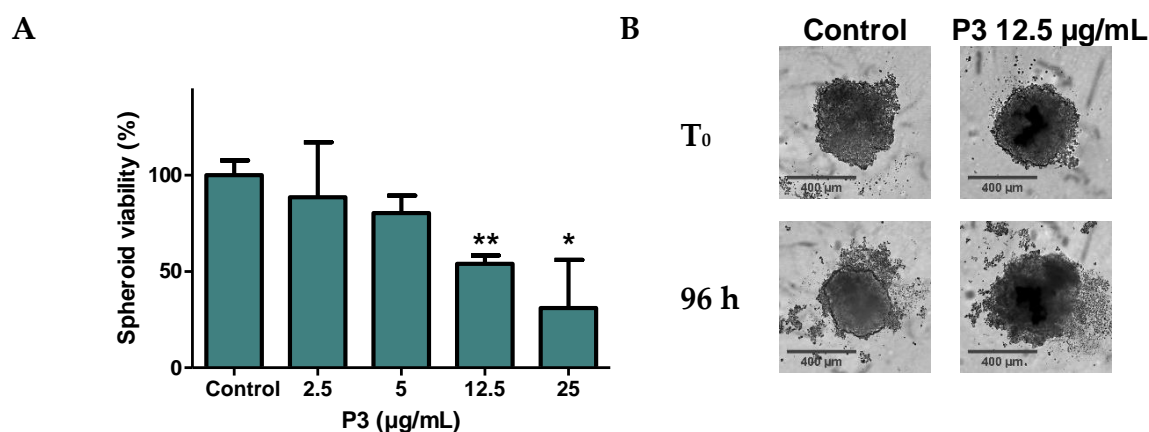 A
Spheroid viability (%)
100
50
0
**
*
Control 2.5 5 12.5 25
P3 (µg/mL)
B
Control P3 12.5 µg/mL
T0
400 µm 400 µm
96 h
400 µm 400 µm